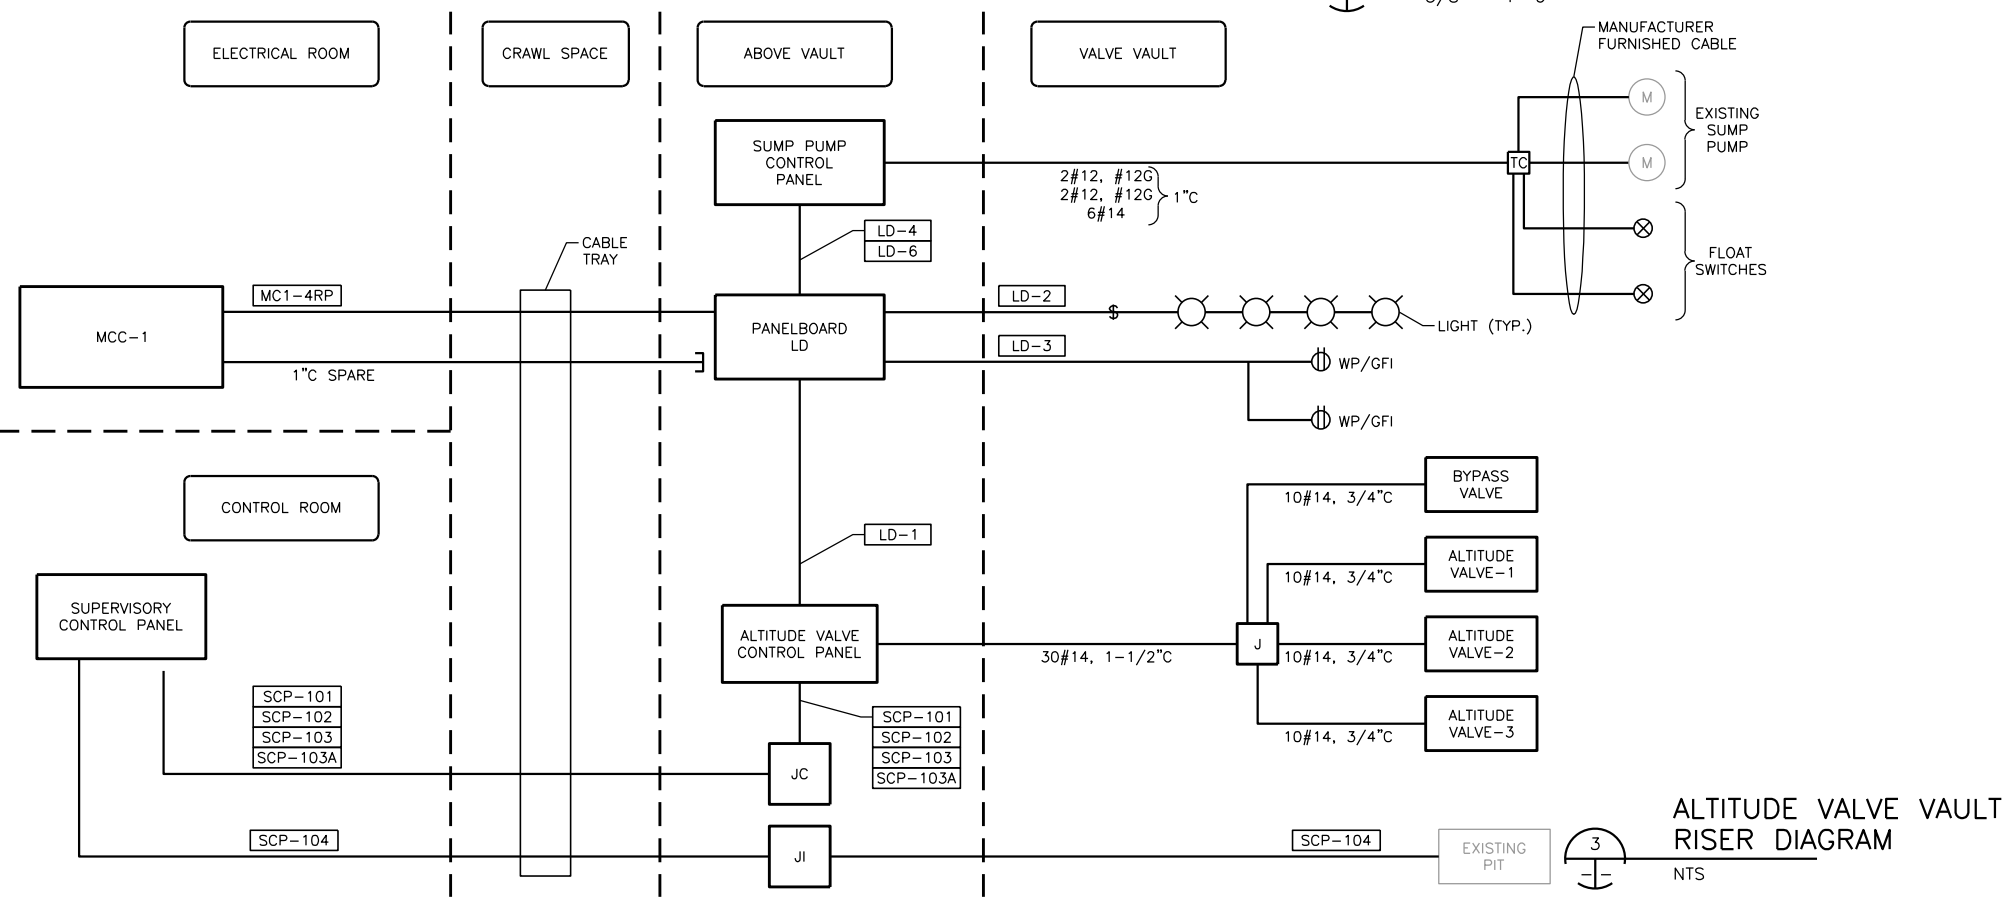 ELECTRICAL ROOM
CRAWL SPACE
ABOVE VAULT
VALVE VAULT
MANUFACTURER
FURNISHED CABLE
M
M
EXISTING
SUMP
PUMP
TC
FLOAT
SWITCHES
SUMP PUMP
CONTROL
PANEL
2#12, #12G
2#12, #12G
6#14
1"C
LD-4
LD-6
CABLE
TRAY
MCC-1
MC1-4RP
1"C SPARE
PANELBOARD
LD
LD-2
$
LIGHT (TYP.)
LD-3
WP/GFI
WP/GFI
CONTROL ROOM
SUPERVISORY
CONTROL PANEL
LD-1
ALTITUDE VALVE
CONTROL PANEL
30#14, 1-1/2"C
J
10#14, 3/4"C
BYPASS
VALVE
10#14, 3/4"C
ALTITUDE
VALVE-1
10#14, 3/4"C
ALTITUDE
VALVE-2
10#14, 3/4"C
ALTITUDE
VALVE-3
SCP-101
SCP-102
SCP-103
SCP-103A
SCP-101
SCP-102
SCP-103
SCP-103A
JC
SCP-104
JI
SCP-104
EXISTING
PIT
3
--
ALTITUDE VALVE VAULT
RISER DIAGRAM
NTS